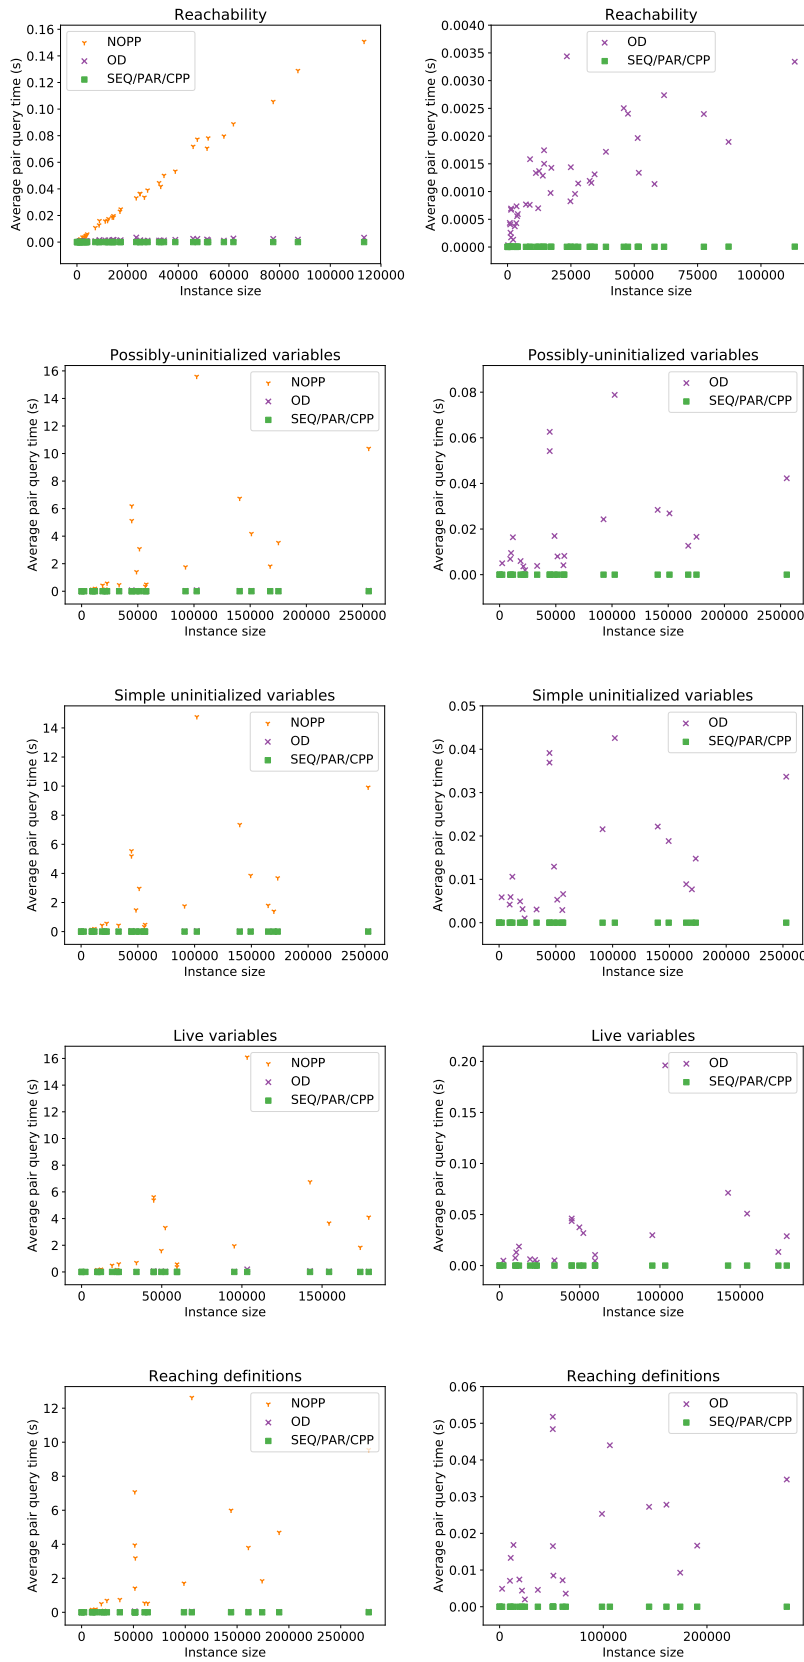 Reachability
Average pair query time (s)
0.16
0.14
0.12
0.10
0.08
0.06
0.04
0.02
0.00
NOPP
OD
SEQ/PAR/CPP
0 20000 40000 60000 80000 100000 120000
Instance size
Reachability
Average pair query time (s)
0.0040
0.0035
0.0030
0.0025
0.0020
0.0015
0.0010
0.0005
0.0000
OD
SEQ/PAR/CPP
0 25000 50000 75000 100000
Instance size
Possibly-uninitialized variables
Average pair query time (s)
16
14
12
10
8
6
4
2
0
NOPP
OD
SEQ/PAR/CPP
0 50000 100000 150000 200000 250000
Instance size
Possibly-uninitialized variables
Average pair query time (s)
0.08
0.06
0.04
0.02
0.00
OD
SEQ/PAR/CPP
0 50000 100000 150000 200000 250000
Instance size
Simple uninitialized variables
Average pair query time (s)
14
12
10
8
6
4
2
0
NOPP
OD
SEQ/PAR/CPP
0 50000 100000 150000 200000 250000
Instance size
Simple uninitialized variables
Average pair query time (s)
0.05
0.04
0.03
0.02
0.01
0.00
OD
SEQ/PAR/CPP
0 50000 100000 150000 200000
Instance size
Live variables
Average pair query time (s)
16
14
12
10
8
6
4
2
0
NOPP
OD
SEQ/PAR/CPP
0 50000 100000 150000
Instance size
Live variables
Average pair query time (s)
0.20
0.15
0.10
0.05
0.00
OD
SEQ/PAR/CPP
0 50000 100000 150000
Instance size
Reaching definitions
Average pair query time (s)
12
10
8
6
4
2
0
NOPP
OD
SEQ/PAR/CPP
0 50000 100000 150000 200000 250000
Instance size
Reaching definitions
Average pair query time (s)
0.06
0.05
0.04
0.03
0.02
0.01
0.00
OD
SEQ/PAR/CPP
0 100000 200000
Instance size